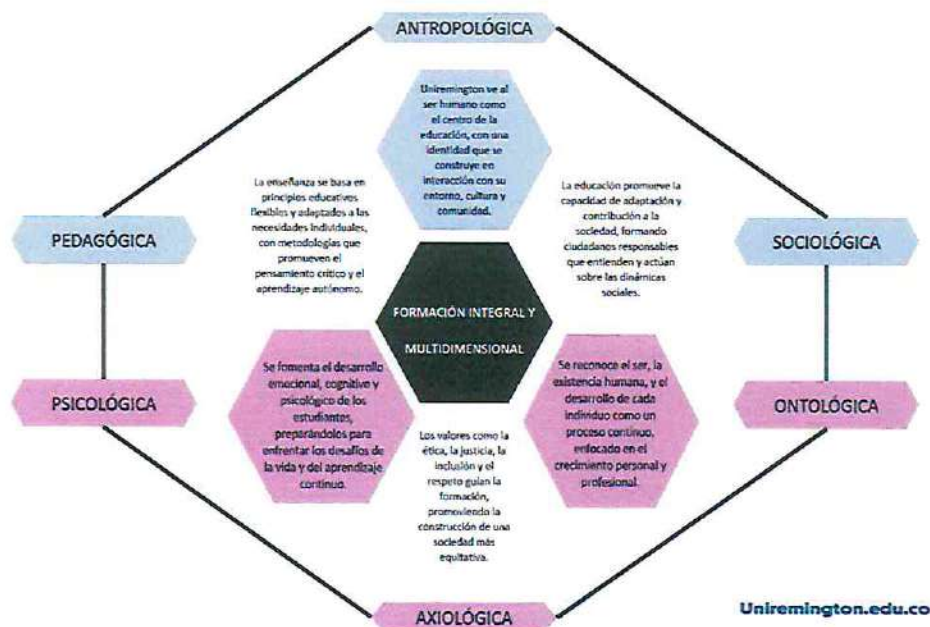 ANTROPOLÓGICA
Uniremington ve al
ser humano como
el centro de la
educación, con una
identidad que se
construye en
interacción con su
entorno, cultura y
comunidad.
La enseñanza se basa en
principios educativos
flexibles y adaptados a las
necesidades individuales,
con metodologías que
promueven el
pensamiento crítico y el
aprendizaje autónomo.
La educación promueve la
capacidad de adaptación y
contribución a la
sociedad, formando
ciudadanos responsables
que entienden y actúan
sobre las dinámicas
sociales.
PEDAGÓGICA
SOCIOLÓGICA
FORMACIÓN INTEGRAL Y
MULTIDIMENSIONAL
PSICOLÓGICA
Se fomenta el desarrollo
emocional, cognitivo y
psicológico de los
estudiantes,
preparándolos para
enfrentar los desafíos de
la vida y del aprendizaje
continuo.
Se reconoce el ser, la
existencia humana, y el
desarrollo de cada
individuo como un
proceso continuo,
enfocado en el
crecimiento personal y
profesional.
ONTOLÓGICA
Los valores como la
ética, la justicia, la
inclusión y el
respeto guían la
formación,
promoviendo la
construcción de una
sociedad más
equitativa.
AXIOLÓGICA
Uniremington.edu.co